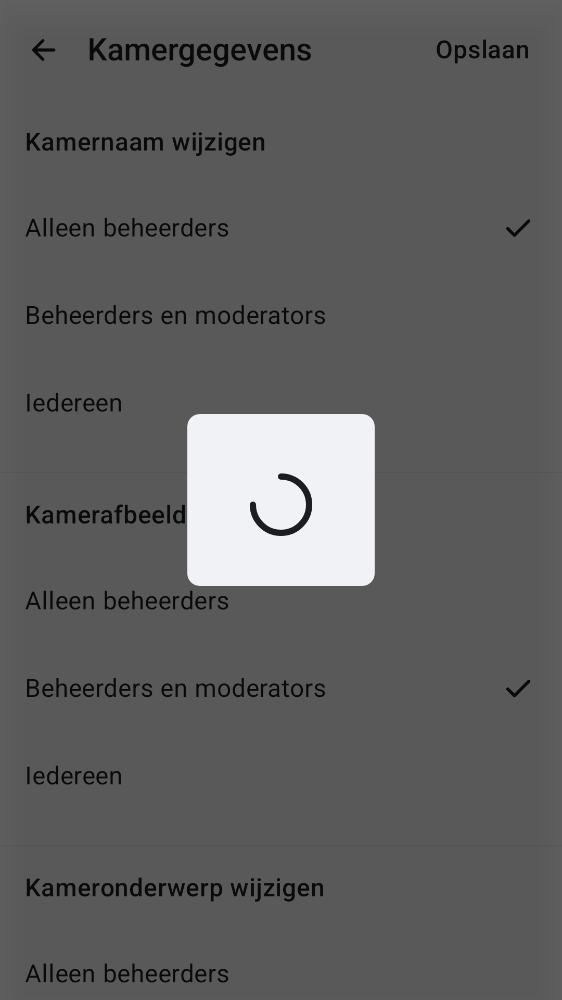 Kamergegevens
Opslaan
Kamernaam wijzigen
Alleen beheerders
Beheerders en moderators
Iedereen
Kamerafbeeld
Alleen beheerders
Beheerders en moderators
Iedereen
Kameronderwerp wijzigen
Alleen beheerders